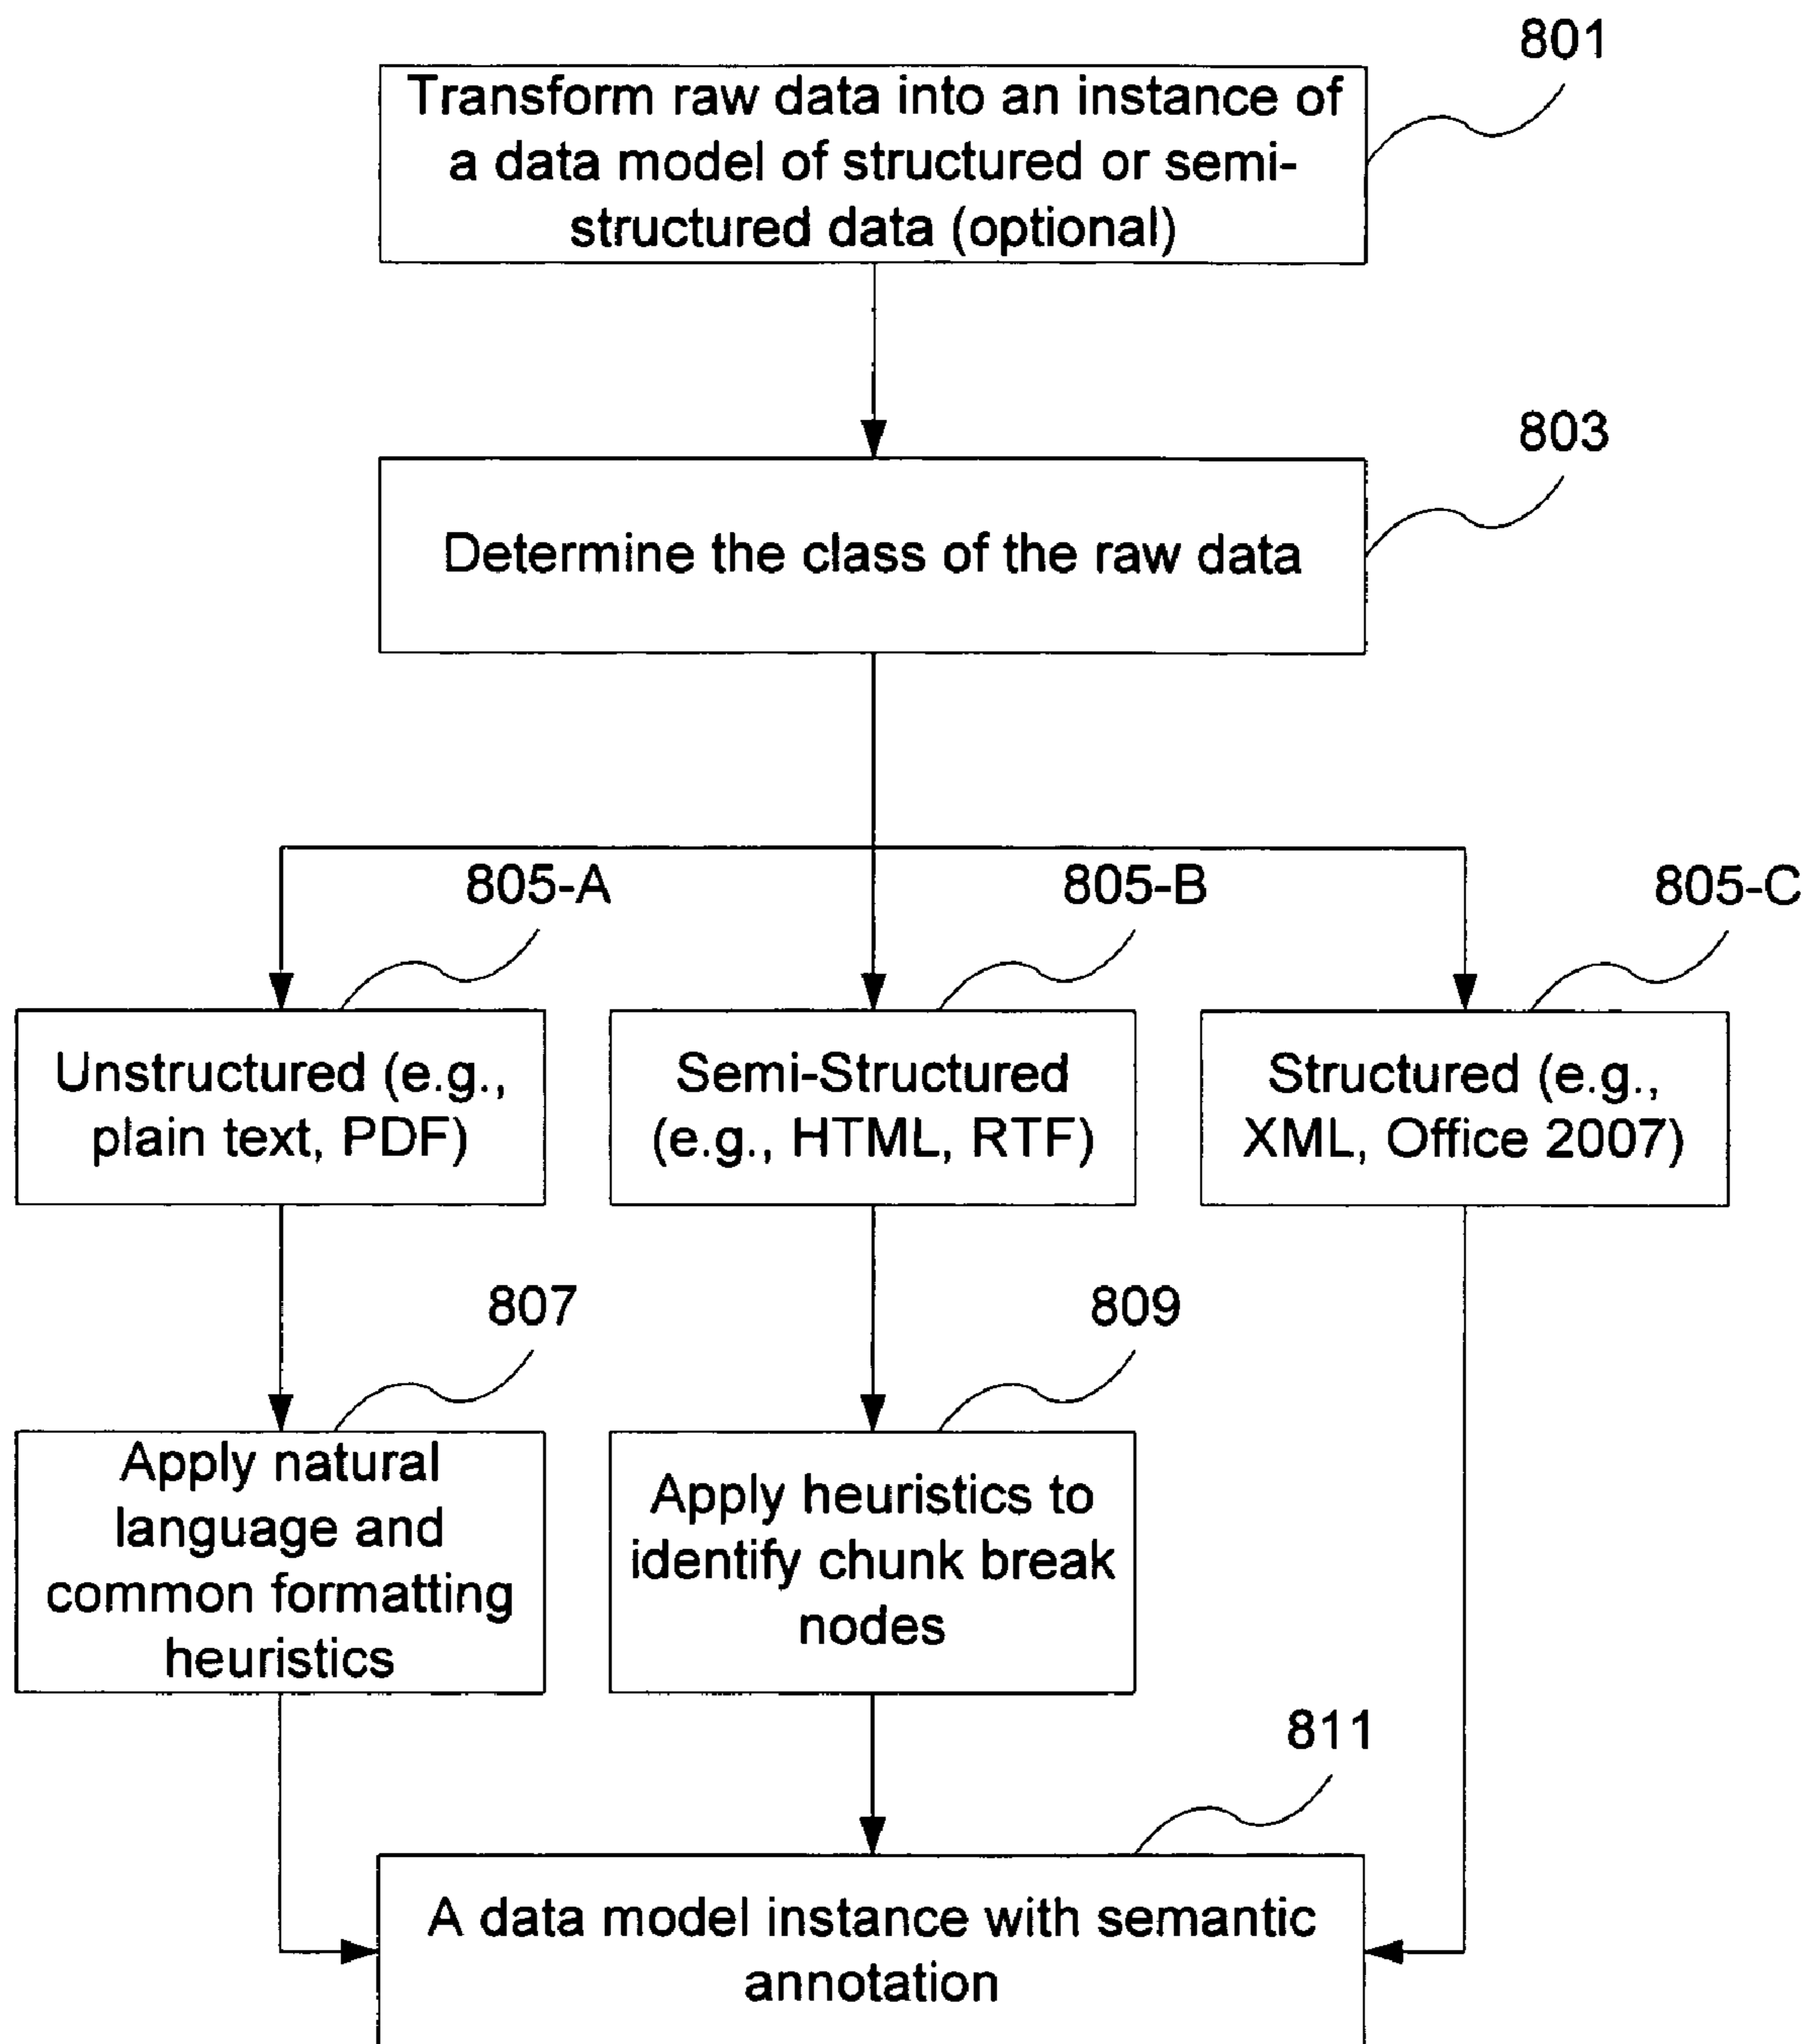 801
Transform raw data into an instance of
a data model of structured or semi-
structured data (optional)
803
Determine the class of the raw data
805-A
805-B
805-C
Unstructured (e.g.,
plain text, PDF)
Semi-Structured
(e.g., HTML, RTF)
Structured (e.g.,
XML, Office 2007)
807
809
Apply natural
language and
common formatting
heuristics
Apply heuristics to
identify chunk break
nodes
811
A data model instance with semantic
annotation